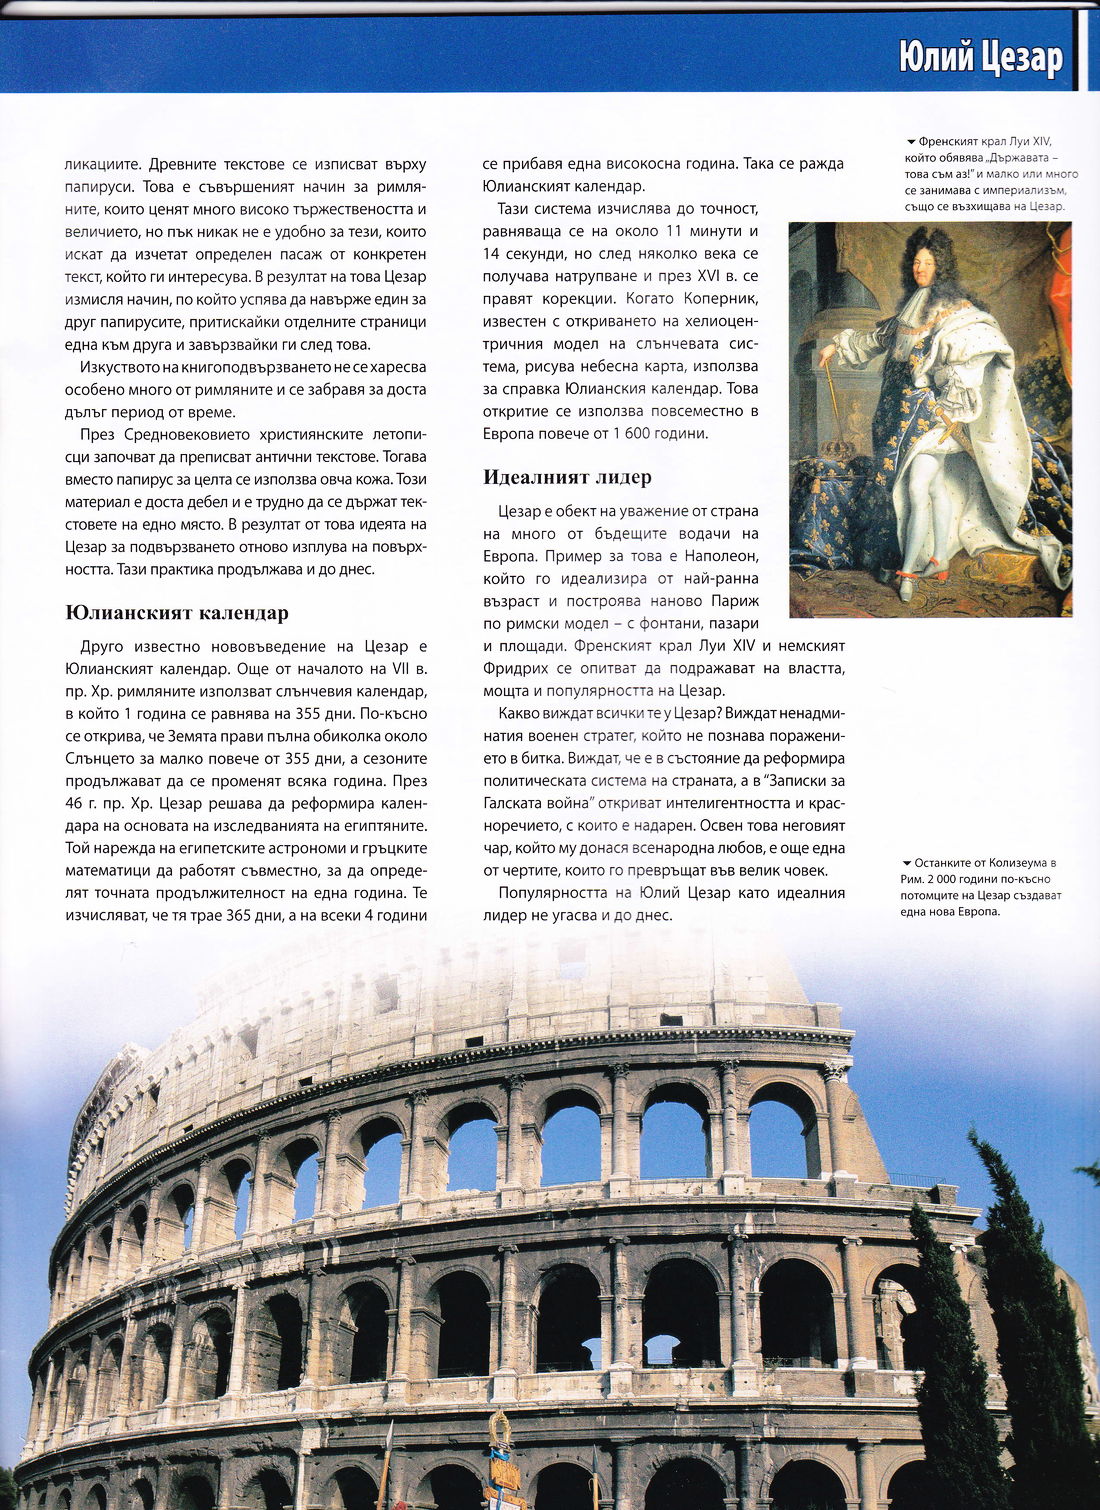 Юлий Цезар
ликациите. Древните текстове се изписват върху
папируси. Това е съвършеният начин за римля-
ните, които ценят много високо тържествеността и
величието, но пък никак не е удобно за тези, които
искат да изчетат определен пасаж от конкретен
текст, който ги интересува. В резултат на това Цезар
измисля начин, по който успява да навърже един за
друг папирусите, притискайки отделните страници
една към друга и завързвайки ги след това.
Изкуството на книгоподвързването не се харесва
особено много от римляните и се забравя за доста
дълъг период от време.
През Средновековието християнските летопи-
сци започват да преписват антични текстове. Тогава
вместо папирус за целта се използва овча кожа. Този
материал е доста дебел и е трудно да се държат тек-
стовете на едно място. В резултат от това идеята на
Цезар за подвързването отново изплува на повърх-
ността. Тази практика продължава и до днес.
Юлианският календар
Друго известно нововъведение на Цезар е
Юлианският календар. Още от началото на VII в.
пр. Хр. римляните използват слънчевия календар,
в който 1 година се равнява на 355 дни. По-късно
се открива, че Земята прави пълна обиколка около
Слънцето за малко повече от 355 дни, а сезоните
продължават да се променят всяка година. През
46 г. пр. Хр. Цезар решава да реформира кален-
дара на основата на изследванията на египтяните.
Той нарежда на египетските астрономи и гръцките
математици да работят съвместно, за да опреде-
лят точната продължителност на една година. Те
изчисляват, че тя трае 365 дни, а на всеки 4 години
се прибавя една високосна година. Така се ражда
Юлианският календар.
Тази система изчислява до точност,
равняваща се на около 11 минути и
14 секунди, но след няколко века се
получава натрупване и през XVI в. се
правят корекции. Когато Коперник,
известен с откриването на хелиоцен-
тричния модел на слънчевата сис-
тема, рисува небесна карта, използва
за справка Юлианския календар. Това
откритие се използва повсеместно в
Европа повече от 1 600 години.
Идеалният лидер
Цезар е обект на уважение от страна
на много от бъдещите водачи на
Европа. Пример за това е Наполеон,
който го идеализира от най-ранна
възраст и построява наново Париж
по римски модел – с фонтани, пазари
и площади. Френският крал Луи XIV и немският
Фридрих се опитват да подражават на властта,
мощта и популярността на Цезар.
Какво виждат всички те у Цезар? Виждат ненадми-
натия военен стратег, който не познава поражени-
ето в битка. Виждат, че е в състояние да реформира
политическата система на страната, а в “Записки за
Галската война” откриват интелигентността и крас-
норечието, с които е надарен. Освен това неговият
чар, който му донася всенародна любов, е още една
от чертите, които го превръщат във велик човек.
Популярността на Юлий Цезар като идеалния
лидер не угасва и до днес.
Френският крал Луи XIV,
който обявява „Държавата –
това съм аз!” и малко или много
се занимава с империализъм,
също се възхищава на Цезар.
Останките от Колизеума в
Рим. 2 000 години по-късно
потомците на Цезар създават
една нова Европа.